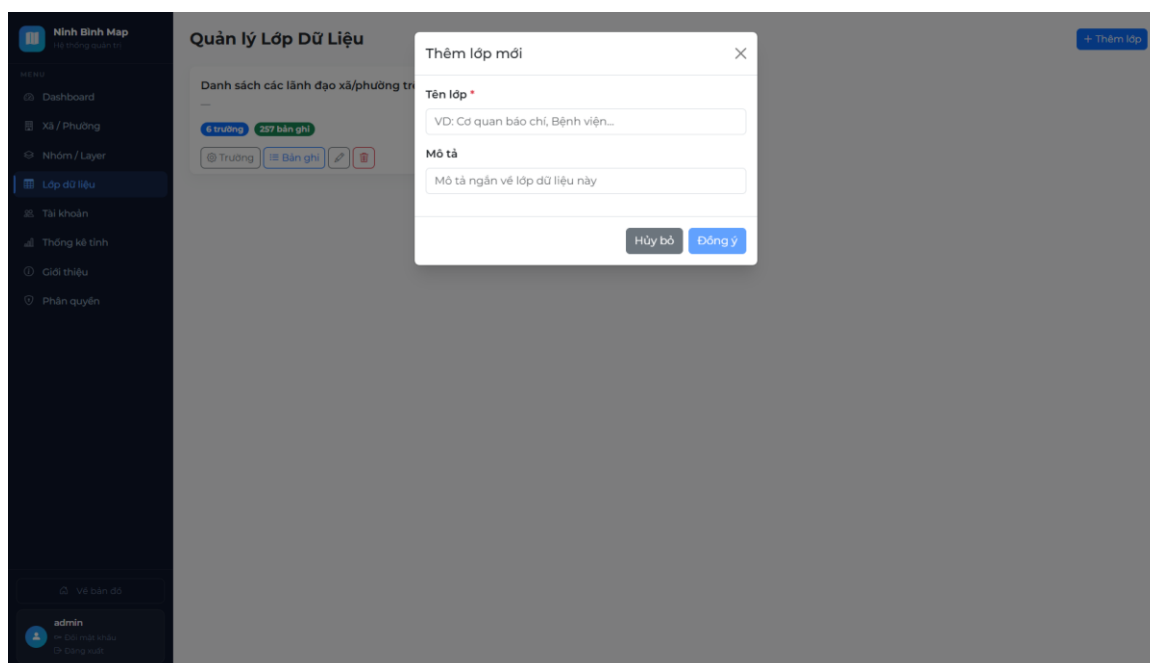 Ninh Bình Map
Hệ thống quản trị
MENU
Dashboard
Xã / Phường
Nhóm / Layer
Lớp dữ liệu
Tài khoản
Thống kê tỉnh
Giới thiệu
Phân quyền
Về bản đồ
admin
Đổi mật khẩu
Đăng xuất
Quản lý Lớp Dữ Liệu
+ Thêm lớp
Danh sách các lãnh đạo xã/phường
—
6 trường 257 bản ghi
Trường Bản ghi
Thêm lớp mới
Tên lớp *
VD: Cơ quan báo chí, Bệnh viện...
Mô tả
Mô tả ngắn về lớp dữ liệu này
Hủy bỏ Đồng ý